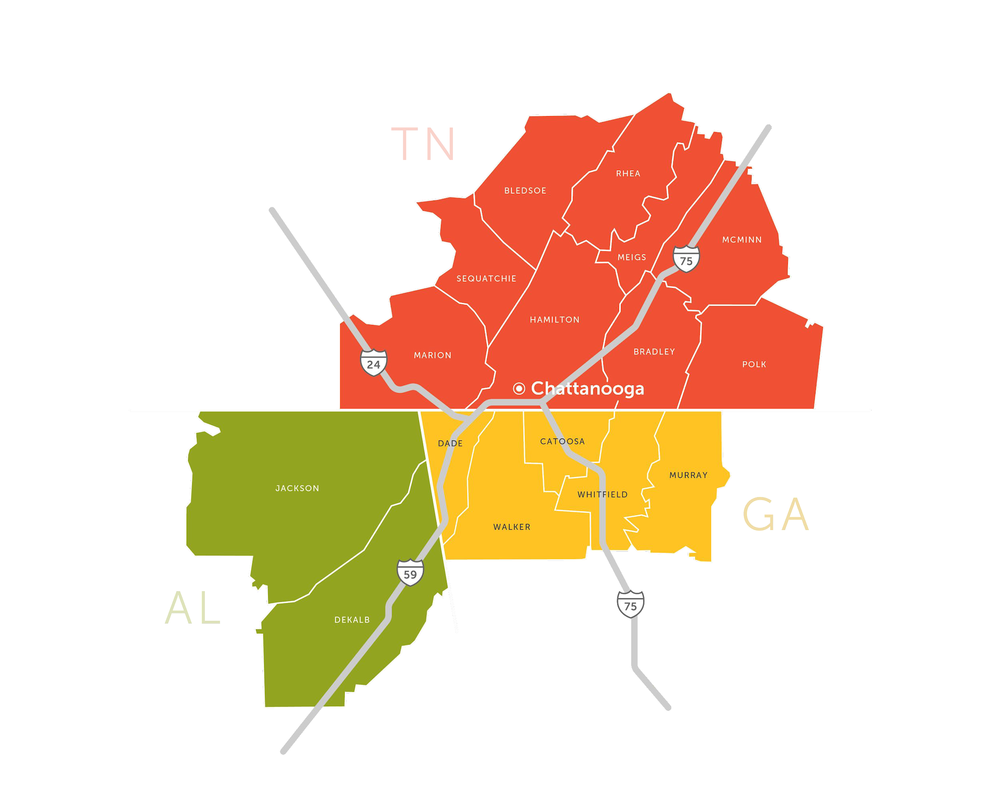 TN
RHEA
BLEDSOE
MCMINN
MEIGS
75
SEQUATCHIE
HAMILTON
BRADLEY
MARION
24
POLK
Chattanooga
CATOOSA
DADE
MURRAY
JACKSON
WHITFIELD
GA
WALKER
59
75
AL
DEKALB